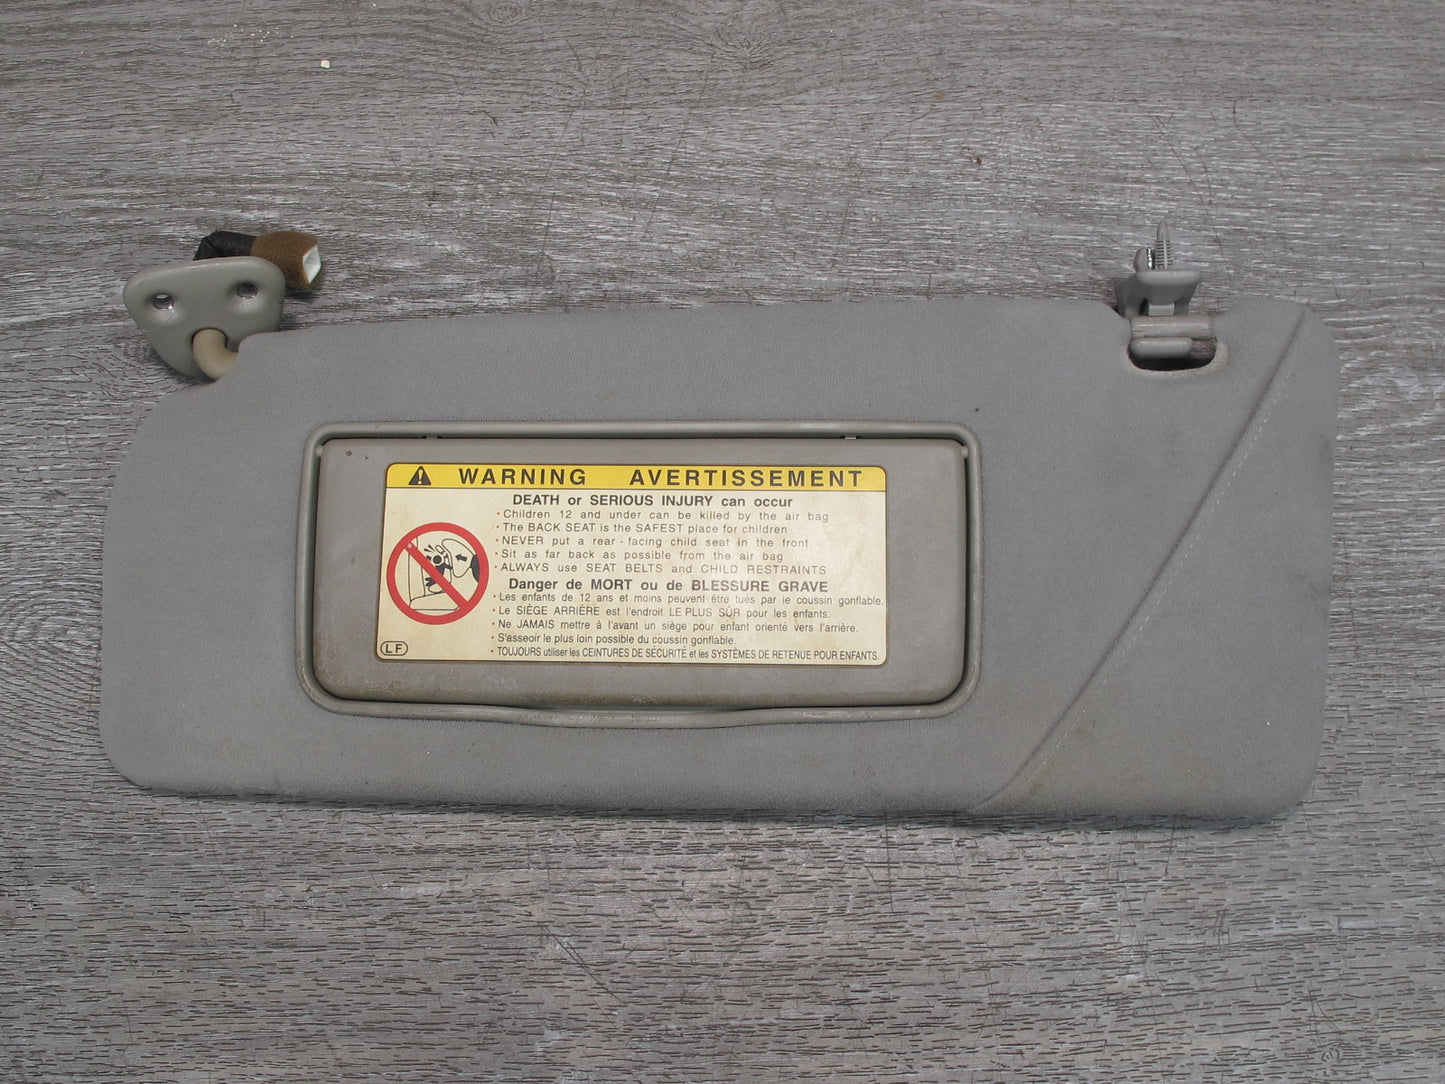 WARNING AVERTISSEMENT
DEATH or SERIOUS INJURY can occur
• Children 12 and under can be killed by the air bag
• The BACK SEAT is the SAFEST place for children
• NEVER put a rear - facing child seat in the front
• Sit as far back as possible from the air bag
• ALWAYS use SEAT BELTS and CHILD RESTRAINTS
Danger de MORT ou de BLESSURE GRAVE
• Les enfants de 12 ans et moins peuvent être tués par le coussin gonflable.
• Le SIÈGE ARRIÈRE est l'endroit LE PLUS SÛR pour les enfants.
• Ne JAMAIS mettre à l'avant un siège pour enfant orienté vers l'arrière.
• S'asseoir le plus loin possible du coussin gonflable.
• TOUJOURS utiliser les CEINTURES DE SÉCURITÉ et les SYSTÈMES DE RETENUE POUR ENFANTS.
LF